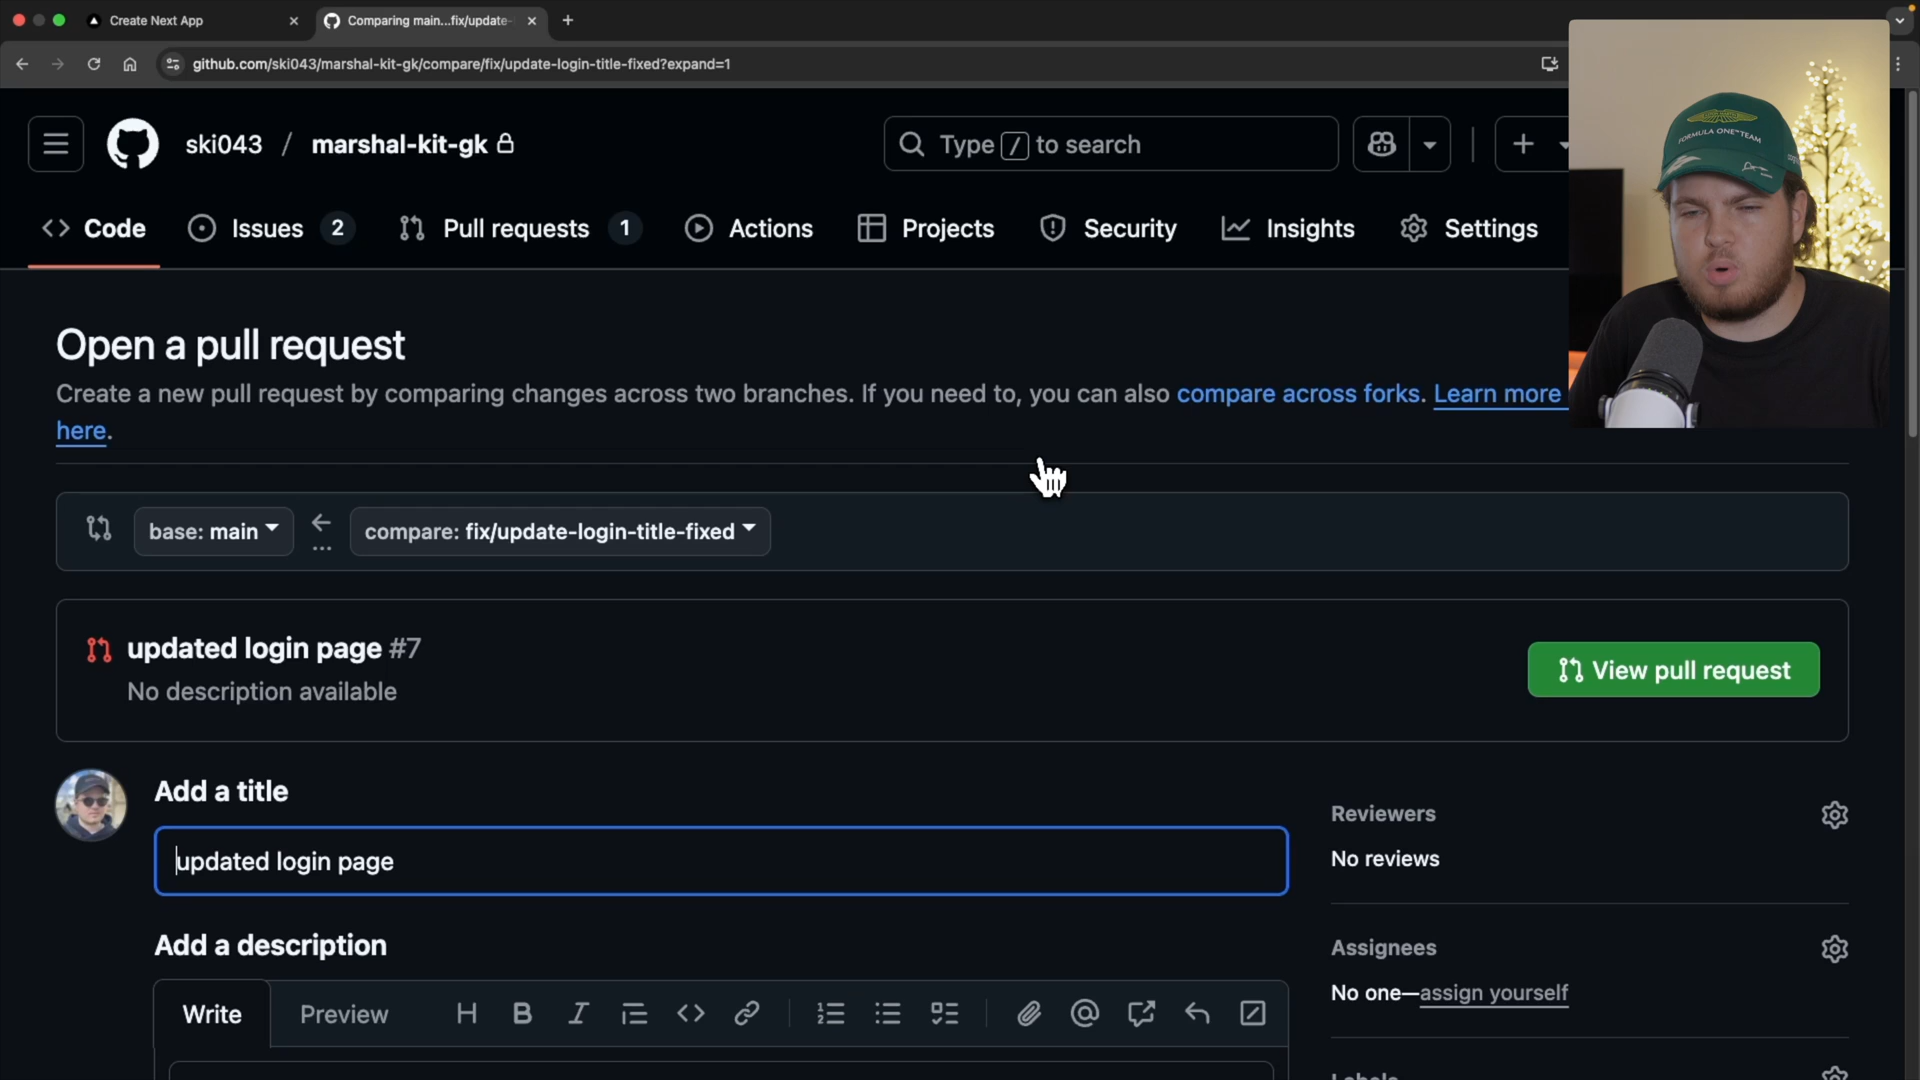 Create Next App
Comparing main...fix/update-
github.com/ski043/marshal-kit-gk/compare/fix/update-login-title-fixed?expand=1
ski043 / marshal-kit-gk
Type / to search
Code
Issues 2
Pull requests 1
Actions
Projects
Security
Insights
Settings
FORMULA ONE™ TEAM
Open a pull request
Create a new pull request by comparing changes across two branches. If you need to, you can also compare across forks. Learn more
here.
base: main
compare: fix/update-login-title-fixed
updated login page #7
No description available
View pull request
Add a title
updated login page
Reviewers
No reviews
Add a description
Assignees
No one—assign yourself
Write
Preview
H B I
Labels